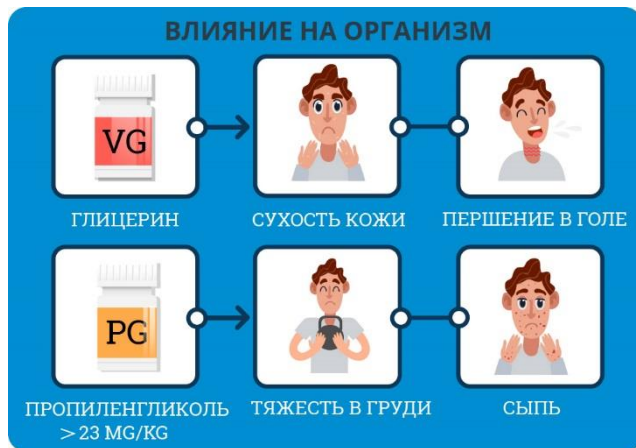 ВЛИЯНИЕ НА ОРГАНИЗМ
VG
ГЛИЦЕРИН
СУХОСТЬ КОЖИ
ПЕРШЕНИЕ В ГОЛЕ
PG
ПРОПИЛЕНГЛИКОЛЬ
> 23 MG/KG
ТЯЖЕСТЬ В ГРУДИ
СЫПЬ